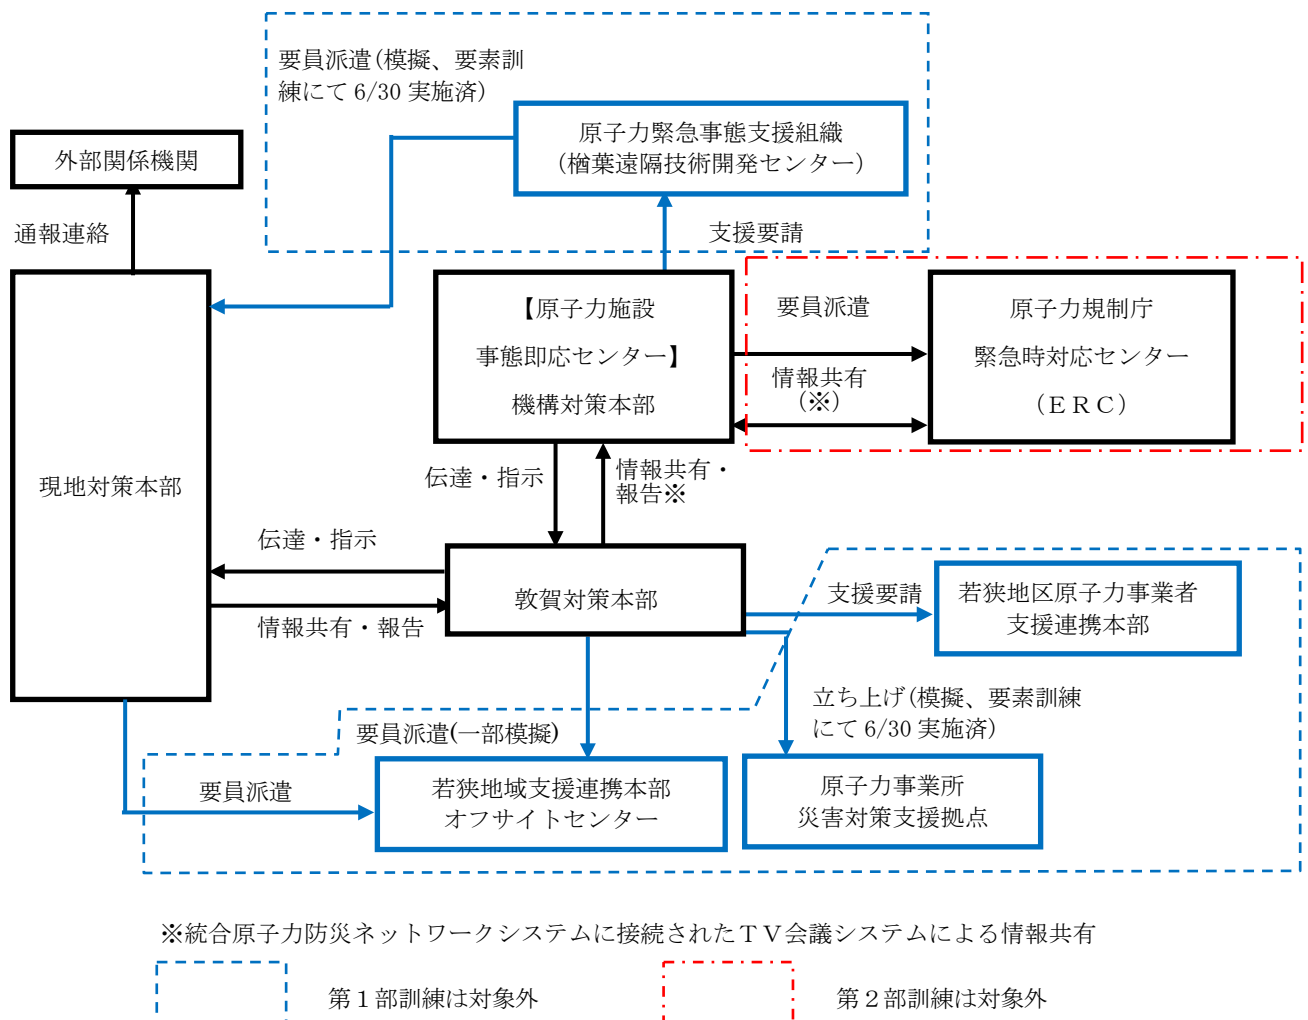 要員派遣(模擬、要素訓
練にて 6/30 実施済)
原子力緊急事態支援組織
(楢葉遠隔技術開発センター)
外部関係機関
通報連絡
支援要請
【原子力施設
事態即応センター】
機構対策本部
要員派遣
情報共有
(※)
原子力規制庁
緊急時対応センター
(ERC)
現地対策本部
伝達・指示
情報共有・
報告※
伝達・指示
情報共有・報告
敦賀対策本部
支援要請
若狭地区原子力事業者
支援連携本部
立ち上げ(模擬、要素訓練
にて 6/30 実施済)
要員派遣(一部模擬)
要員派遣
若狭地域支援連携本部
オフサイトセンター
原子力事業所
災害対策支援拠点
※統合原子力防災ネットワークシステムに接続されたTV会議システムによる情報共有
第1部訓練は対象外
第2部訓練は対象外